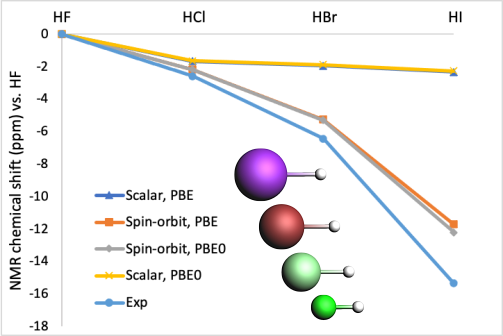 HF HCl HBr HI
NMR chemical shift (ppm) vs. HF
0
-2
-4
-6
-8
-10
-12
-14
-16
-18
Scalar, PBE
Spin-orbit, PBE
Spin-orbit, PBE0
Scalar, PBE0
Exp